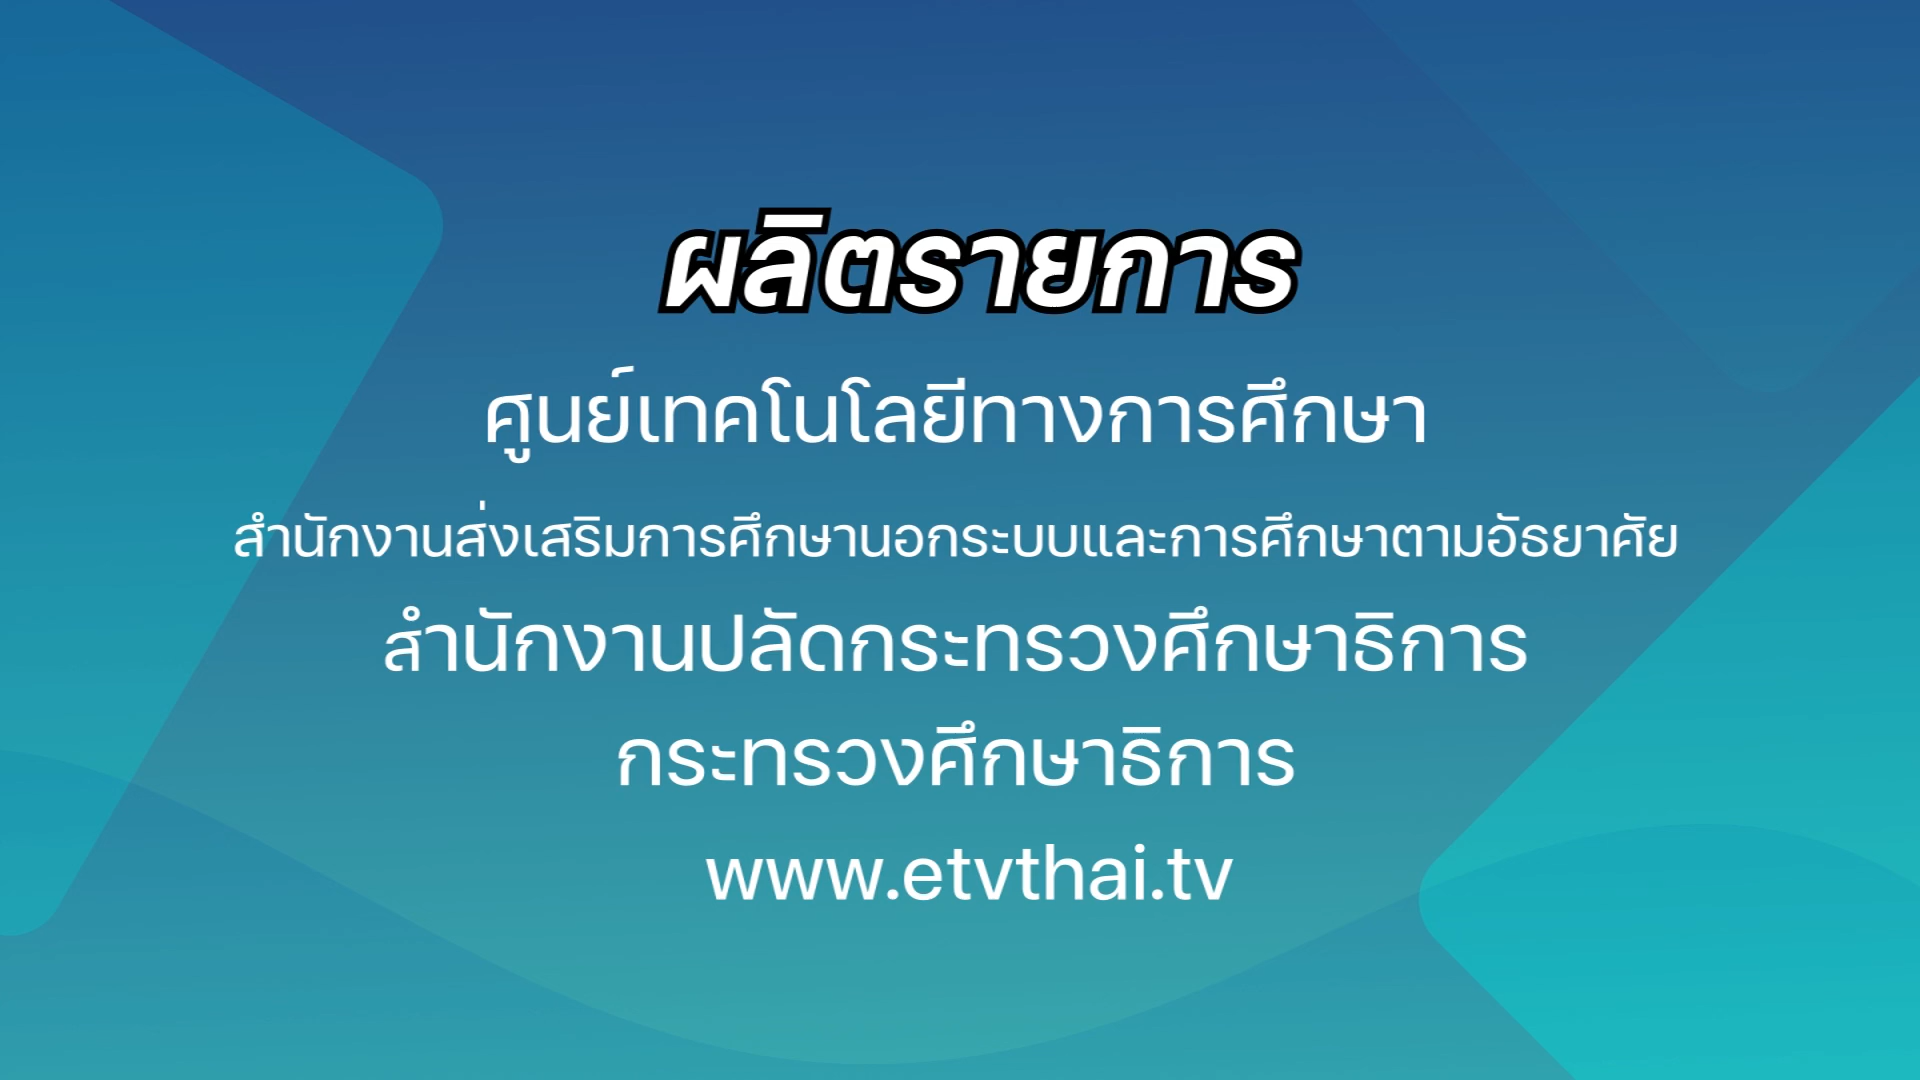 ผลิตรายการ
ศูนย์เทคโนโลยีทางการศึกษา
สำนักงานส่งเสริมการศึกษานอกระบบและการศึกษาตามอัธยาศัย
สำนักงานปลัดกระทรวงศึกษาธิการ
กระทรวงศึกษาธิการ
www.etvthai.tv